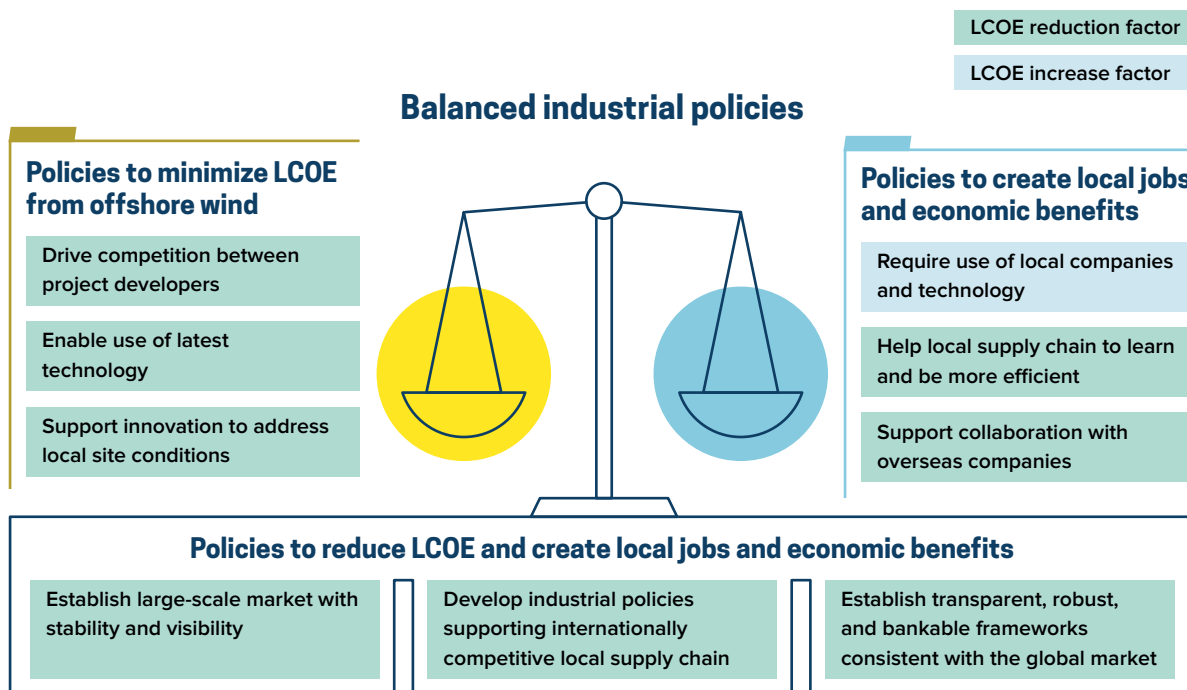 LCOE reduction factor
LCOE increase factor
Balanced industrial policies
Policies to minimize LCOE
from offshore wind
Drive competition between
project developers
Enable use of latest
technology
Support innovation to address
local site conditions
Policies to create local jobs
and economic benefits
Require use of local companies
and technology
Help local supply chain to learn
and be more efficient
Support collaboration with
overseas companies
Policies to reduce LCOE and create local jobs and economic benefits
Establish large-scale market with
stability and visibility
Develop industrial policies
supporting internationally
competitive local supply chain
Establish transparent, robust,
and bankable frameworks
consistent with the global market